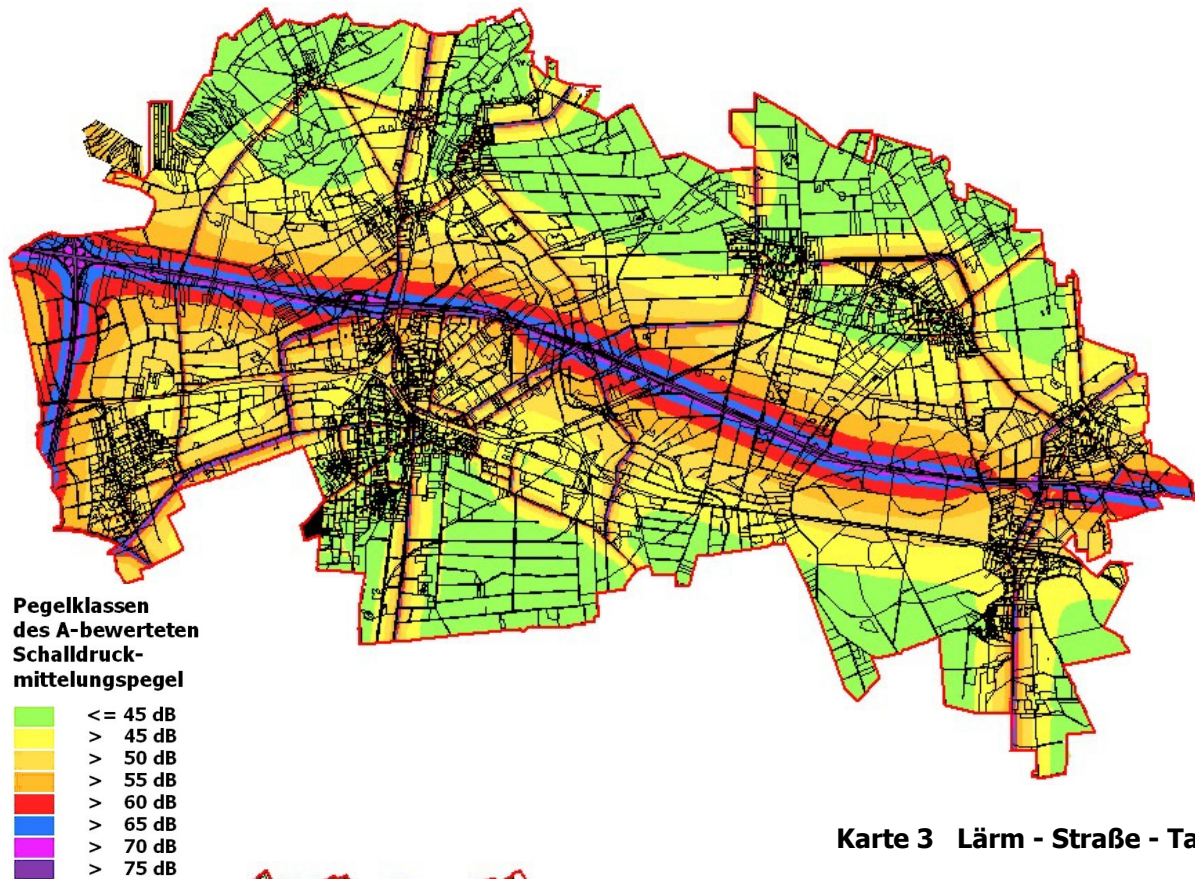 Pegelklassen
des A-bewerteten
Schalldruck-
mittelungspegel
<= 45 dB
> 45 dB
> 50 dB
> 55 dB
> 60 dB
> 65 dB
> 70 dB
> 75 dB
Karte 3 Lärm - Straße - Ta